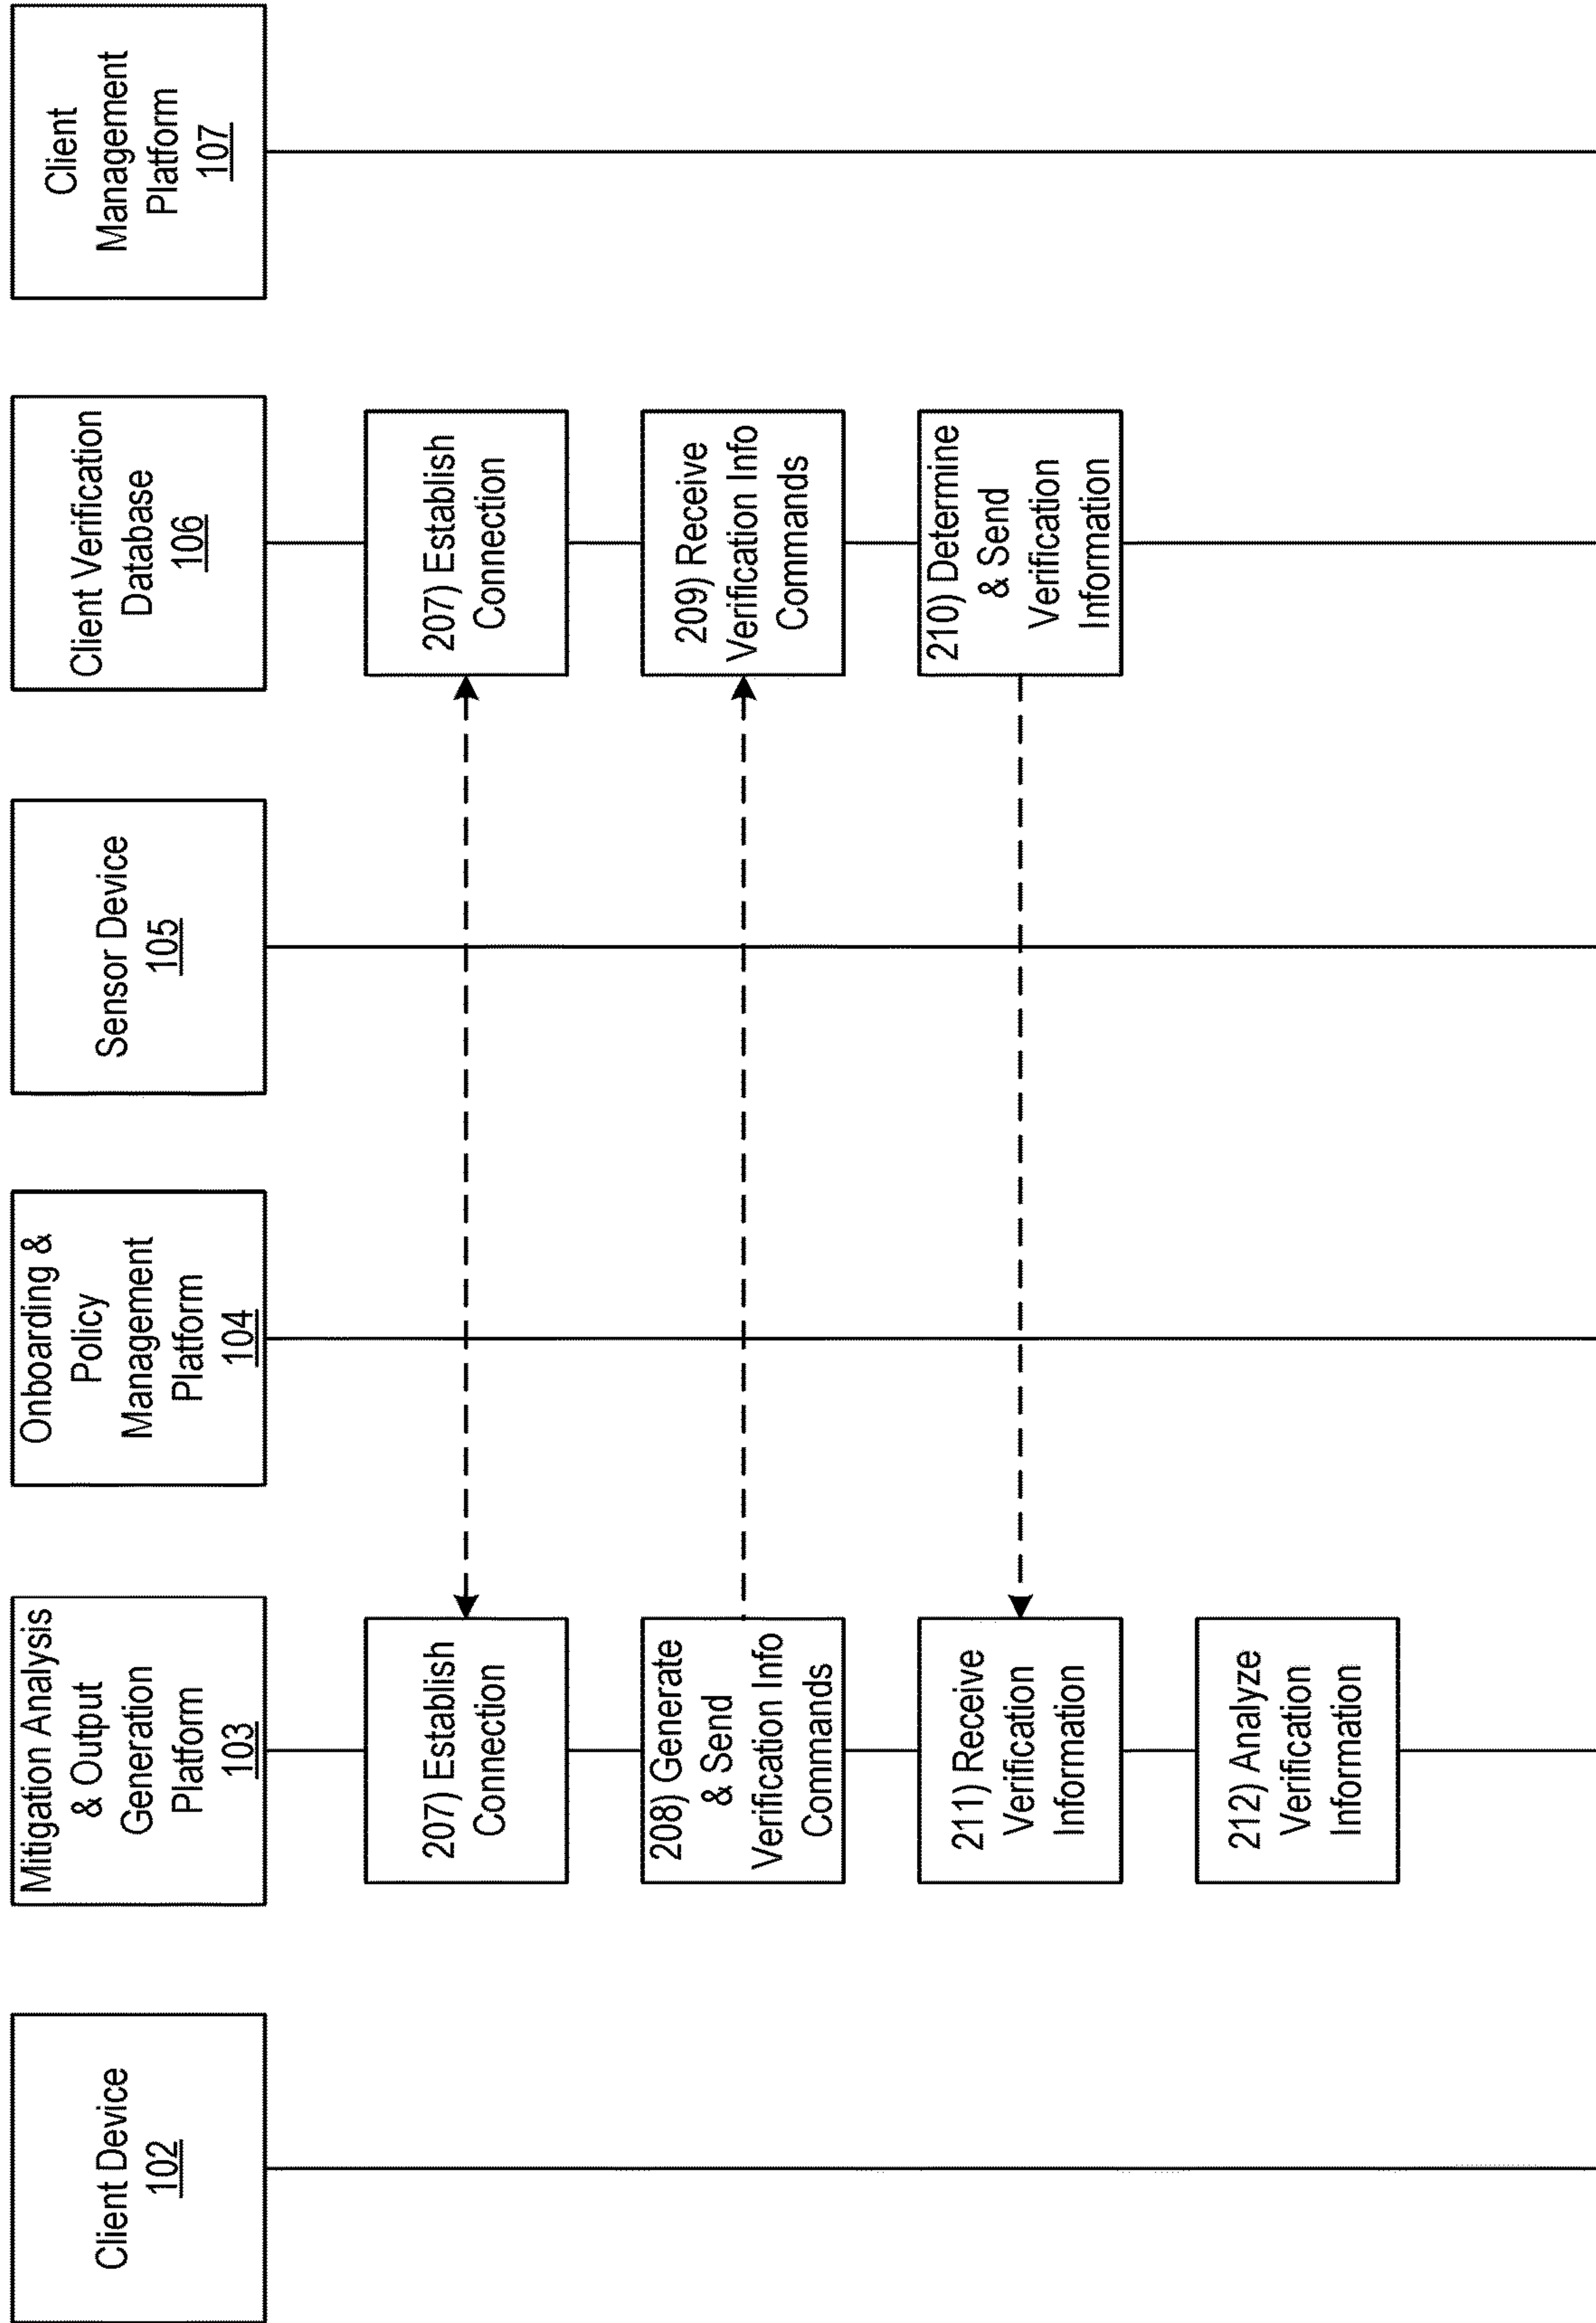 Client Device
102
Mitigation Analysis
& Output
Generation
Platform
103
Onboarding &
Policy
Management
Platform
104
Sensor Device
105
Client Verification
Database
106
Client
Management
Platform
107
207) Establish
Connection
207) Establish
Connection
208) Generate
& Send
Verification Info
Commands
209) Receive
Verification Info
Commands
211) Receive
Verification
Information
210) Determine
& Send
Verification
Information
212) Analyze
Verification
Information